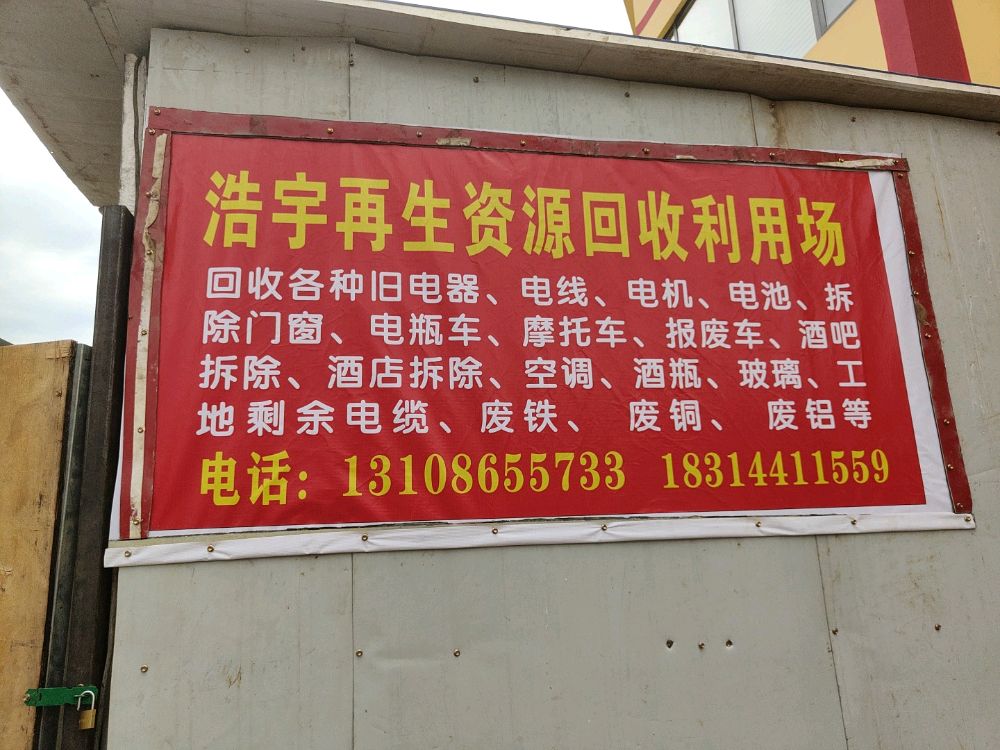 浩宇再生资源回收利用场
回收各种旧电器、电线、电机、电池、拆
除门窗、电瓶车、摩托车、报废车、酒吧
拆除、酒店拆除、空调、酒瓶、玻璃、工
地剩余电缆、废铁、废铜、废铝等
电话：13108655733 18314411559